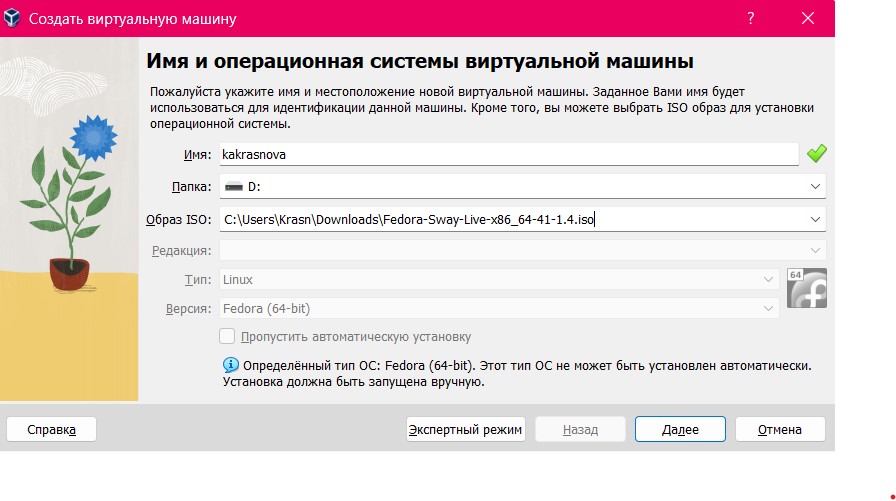 Создать виртуальную машину
?
Имя и операционная системы виртуальной машины
Пожалуйста укажите имя и местоположение новой виртуальной машины. Заданное Вами имя будет
использоваться для идентификации данной машины. Кроме того, вы можете выбрать ISO образ для установки
операционной системы.
Имя: kakrasnova
Папка: D:
Образ ISO: C:\Users\Krasn\Downloads\Fedora-Sway-Live-x86_64-41-1.4.iso
Редакция:
Тип: Linux
64
Версия: Fedora (64-bit)
Пропустить автоматическую установку
Определённый тип ОС: Fedora (64-bit). Этот тип ОС не может быть установлен автоматически.
Установка должна быть запущена вручную.
Справка Экспертный режим Назад Далее Отмена